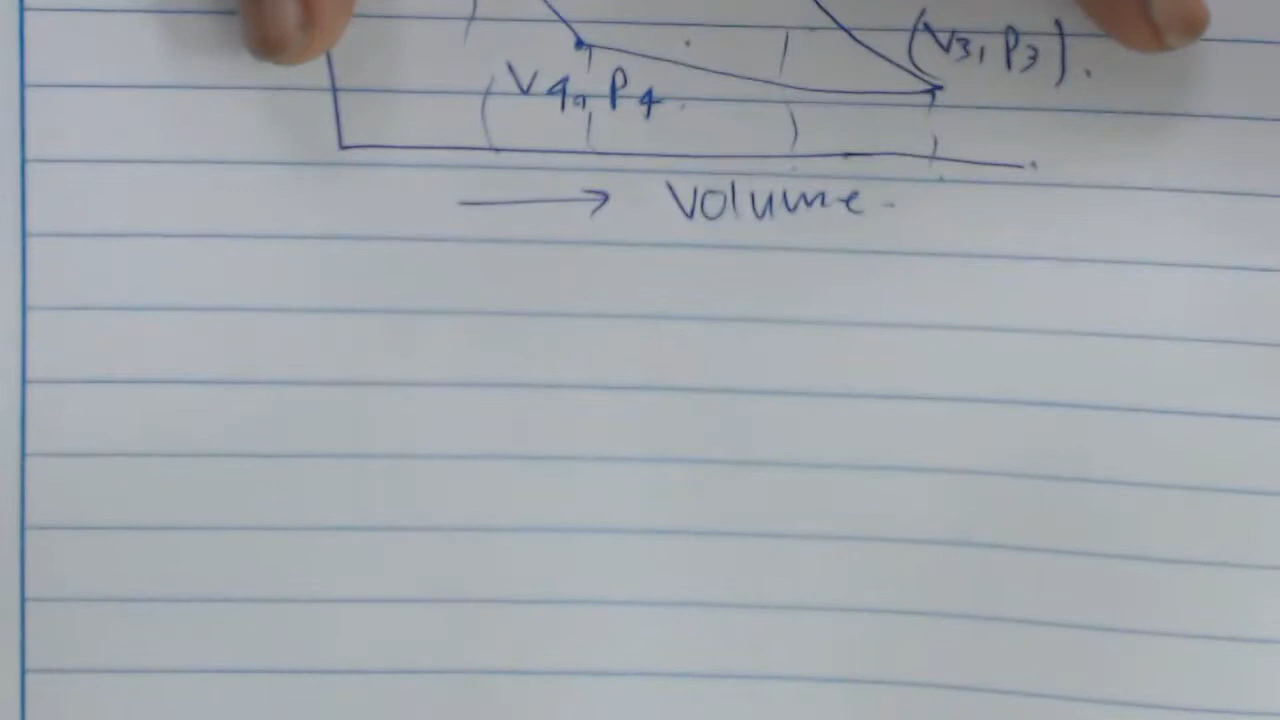 (V3, P3).
V4, P4.
→ Volume.